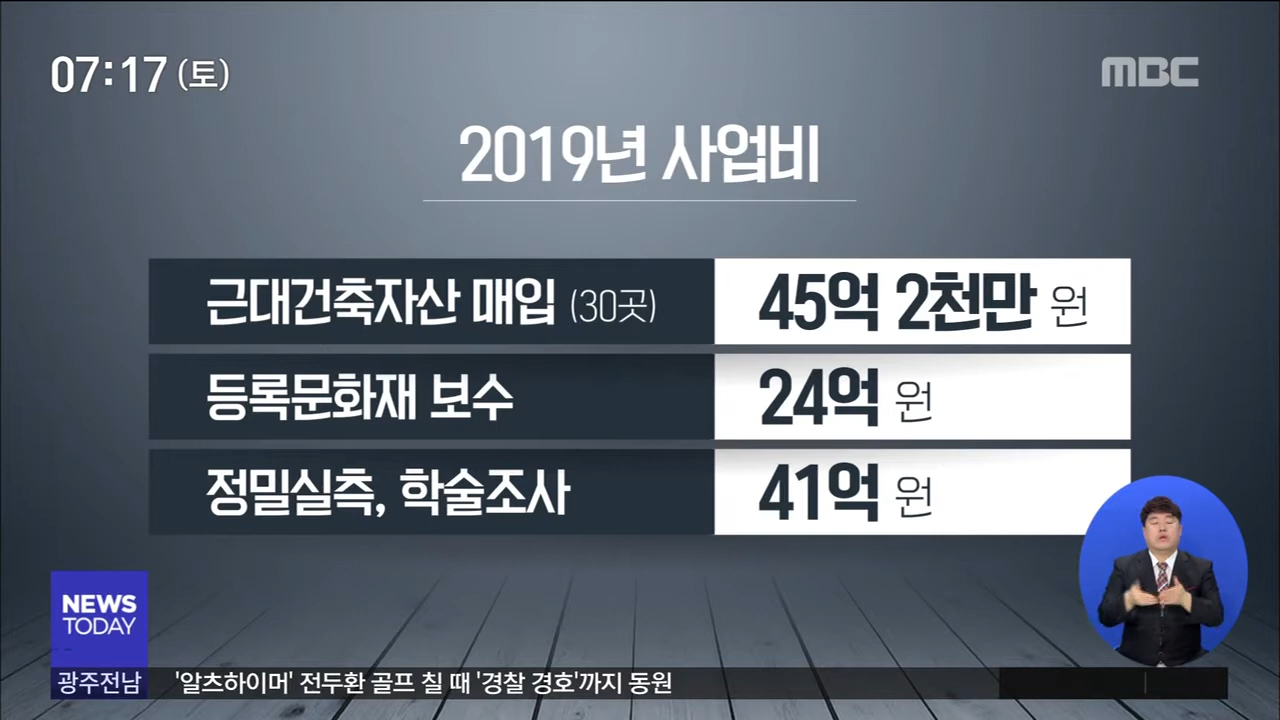 07:17 (토)
MBC
2019년 사업비
근대건축자산 매입 (30곳) 45억 2천만 원
등록문화재 보수 24억 원
정밀실측, 학술조사 41억 원
NEWS
TODAY
광주전남 '알츠하이머' 전두환 골프 칠 때 '경찰 경호'까지 동원